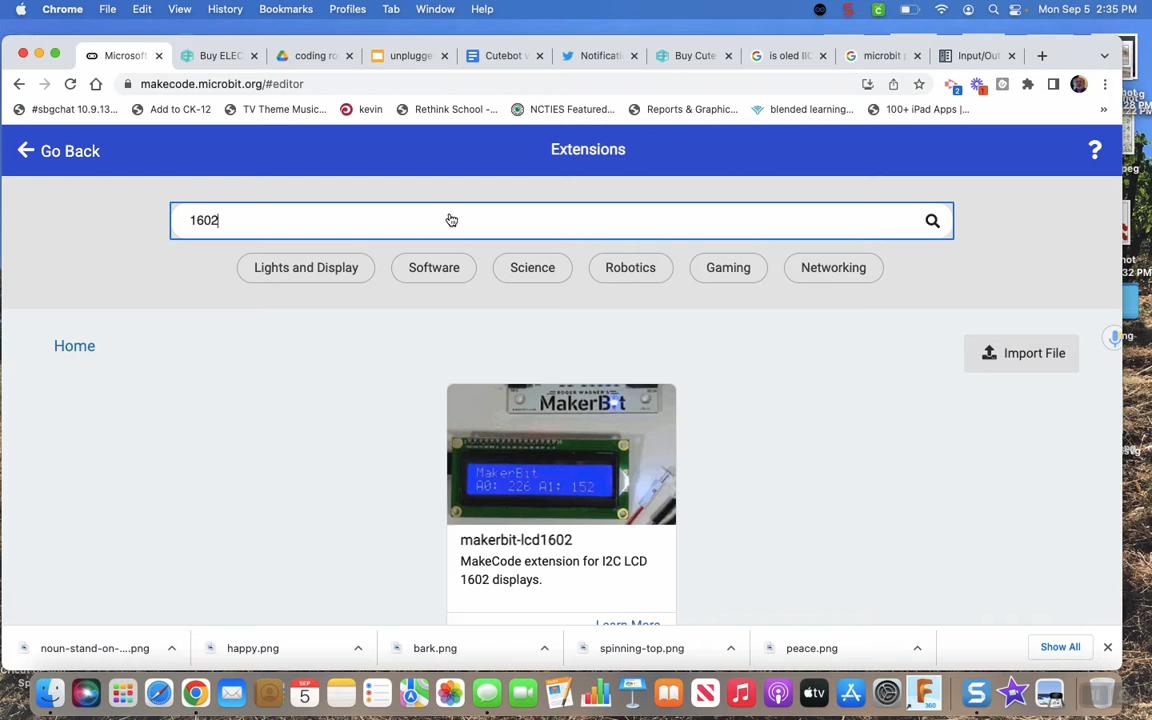 Chrome File Edit View History Bookmarks Profiles Tab Window Help Mon Sep 5 2:35 PM
Microsoft Buy ELEC coding ro unplugge Cutebot v Notificati Buy Cute is oled IIC microbit Input/Out
makecode.microbit.org/#editor
#sbgchat 10.9.13... Add to CK-12 TV Theme Music... kevin Rethink School -... NCTIES Featured... Reports & Graphic... blended learning... 100+ iPad Apps |... »
Go Back Extensions ?
1602
Lights and Display Software Science Robotics Gaming Networking
Home Import File
MakerBit
MakerBit
A0: 226 A1: 152
makerbit-lcd1602
MakeCode extension for I2C LCD
1602 displays.
Learn More
noun-stand-on-....png happy.png bark.png spinning-top.png peace.png Show All